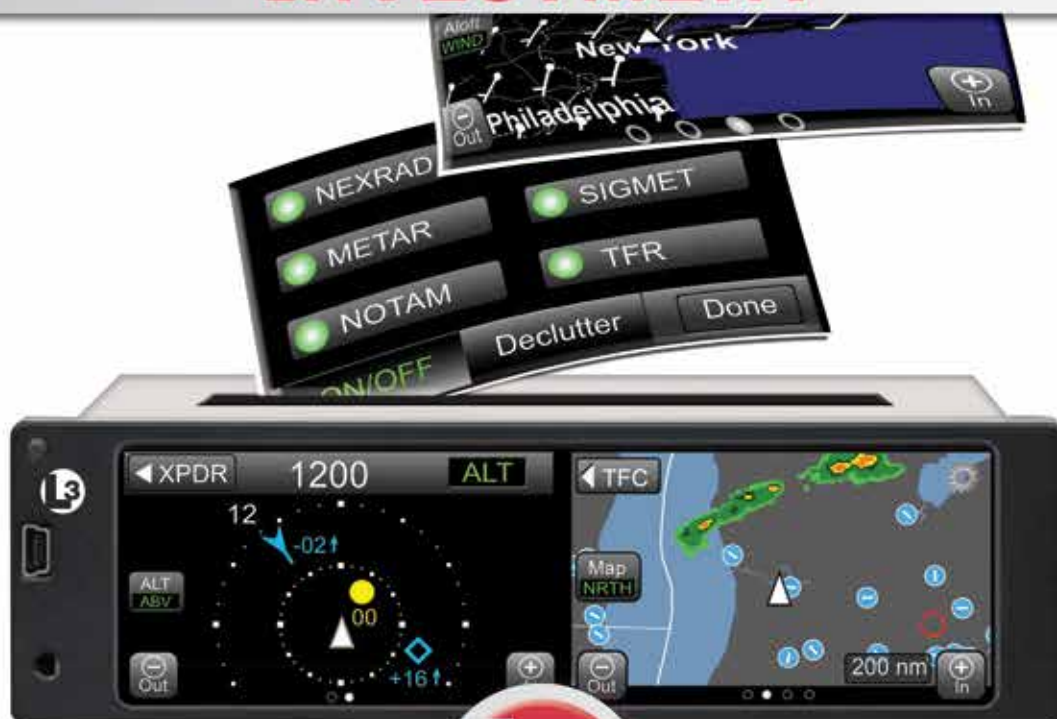 Aloft
WIND
New York
Philadelphia
Out
In
NEXRAD
SIGMET
METAR
TFR
NOTAM
ON/OFF
Declutter
Done
L3
XPDR
1200
ALT
TFC
12
-02
ALT
ABV
00
+16
Map
NRTH
Out
Out
200 nm
In